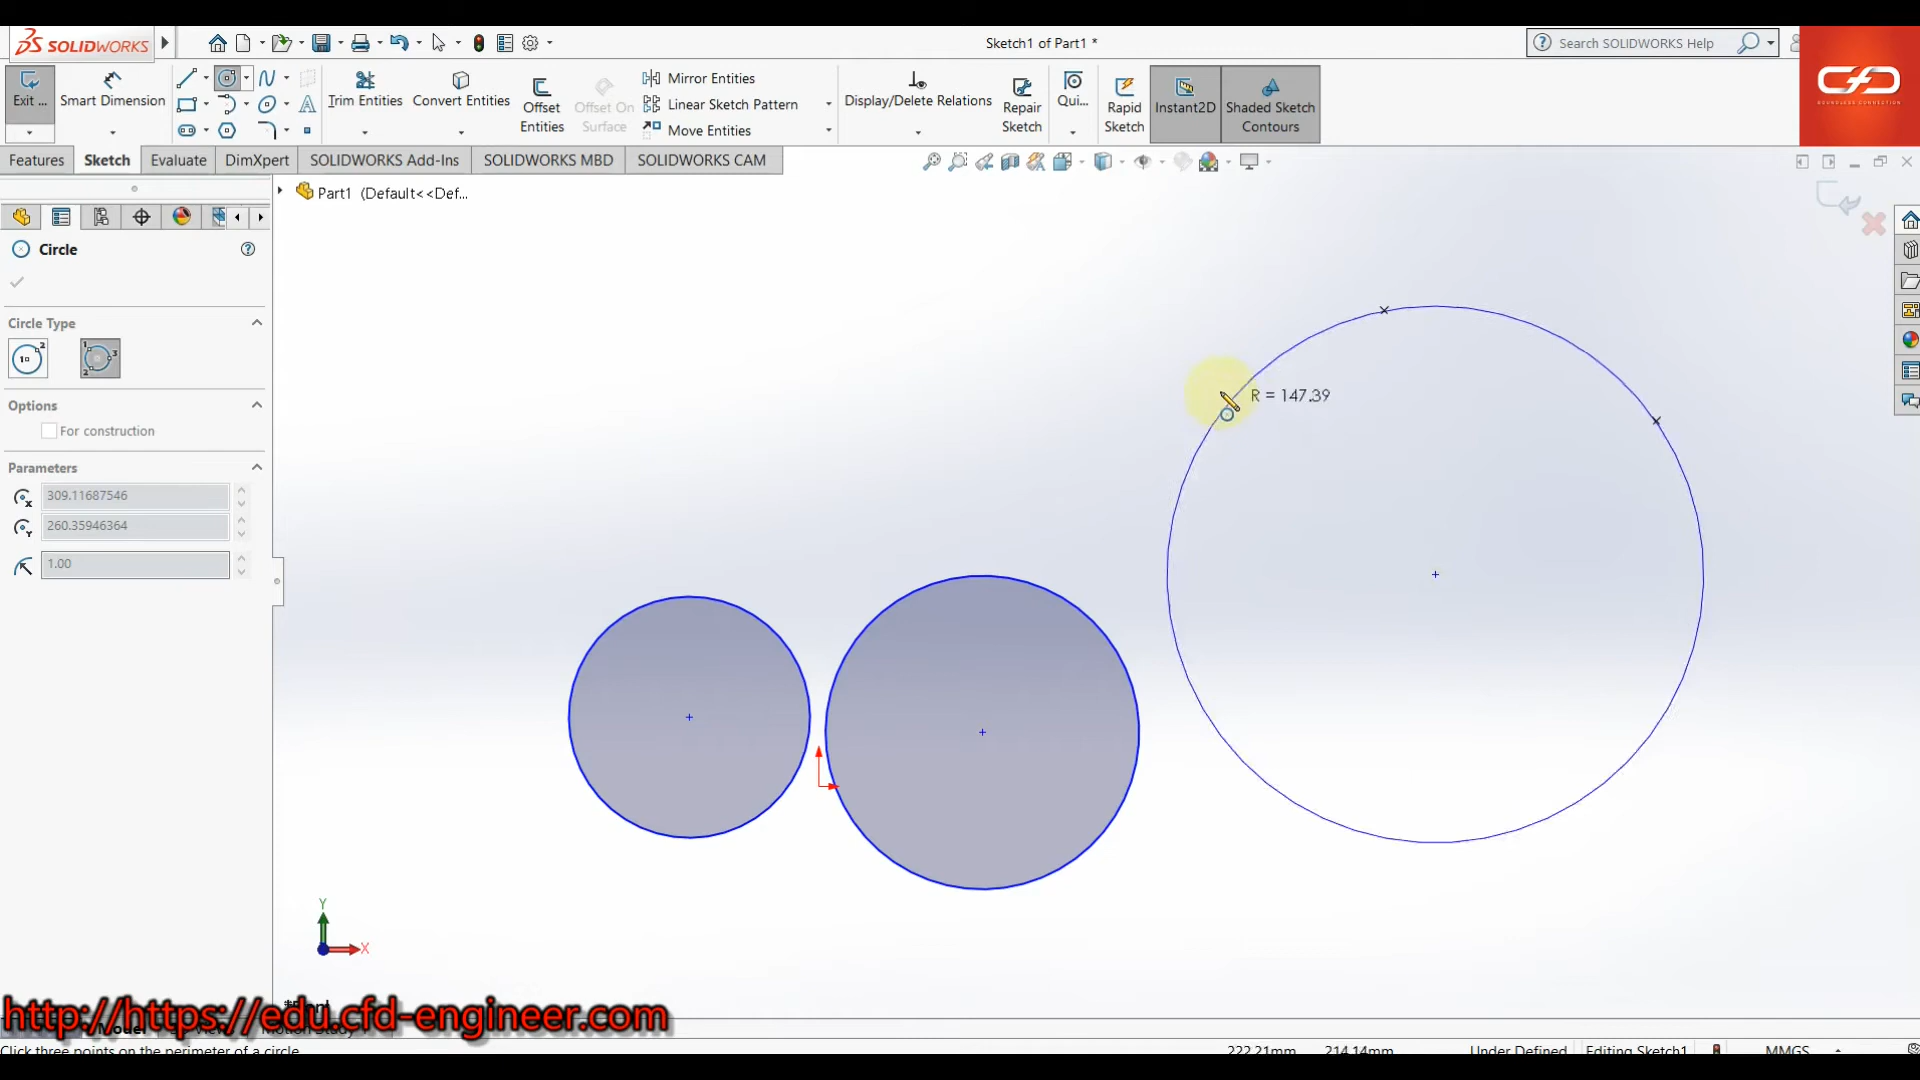 SOLIDWORKS
Sketch1 of Part1 *
Search SOLIDWORKS Help
Exit ...
Smart Dimension
Trim Entities
Convert Entities
Offset Entities
Offset On Surface
Mirror Entities
Linear Sketch Pattern
Move Entities
Display/Delete Relations
Repair Sketch
Qui...
Rapid Sketch
Instant2D
Shaded Sketch Contours
CFD
BOUNDLESS CONNECTION
Features
Sketch
Evaluate
DimXpert
SOLIDWORKS Add-Ins
SOLIDWORKS MBD
SOLIDWORKS CAM
Part1 (Default<<Def...
Circle
Circle Type
Options
For construction
Parameters
309.11687546
260.35946364
1.00
R = 147.39
Y
X
http://https://edu.cfd-engineer.com
Model
Click three points on the perimeter of a circle
222.21mm
214.14mm
Under Defined
Editing Sketch1
MMGS